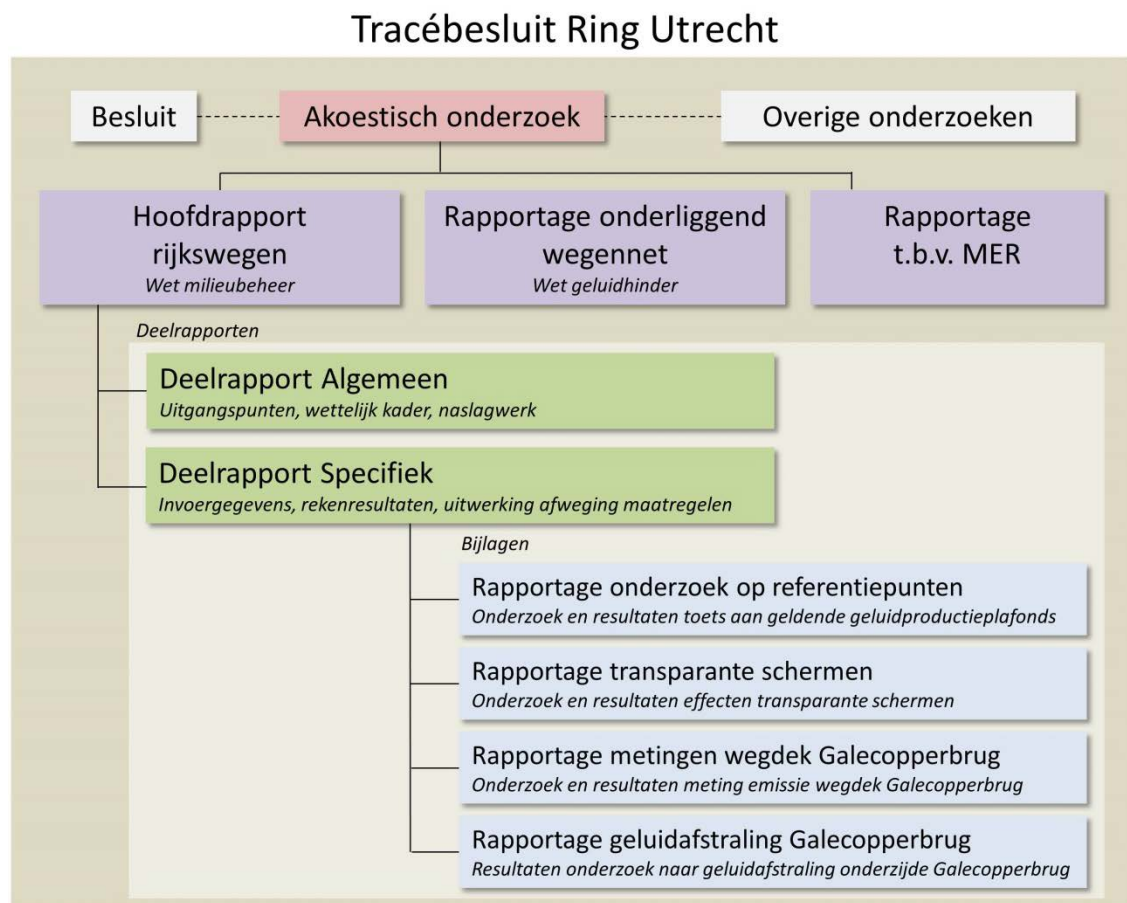 Tracébesluit Ring Utrecht
Besluit
Akoestisch onderzoek
Overige onderzoeken
Hoofdrapport
rijkswegen
Wet milieubeheer
Rapportage onderliggend
wegennet
Wet geluidhinder
Rapportage
t.b.v. MER
Deelrapporten
Deelrapport Algemeen
Uitgangspunten, wettelijk kader, naslagwerk
Deelrapport Specifiek
Invoergegevens, rekenresultaten, uitwerking afweging maatregelen
Bijlagen
Rapportage onderzoek op referentiepunten
Onderzoek en resultaten toets aan geldende geluidproductieplafonds
Rapportage transparante schermen
Onderzoek en resultaten effecten transparante schermen
Rapportage metingen wegdek Galecopperbrug
Onderzoek en resultaten meting emissie wegdek Galecopperbrug
Rapportage geluidafstraling Galecopperbrug
Resultaten onderzoek naar geluidafstraling onderzijde Galecopperbrug